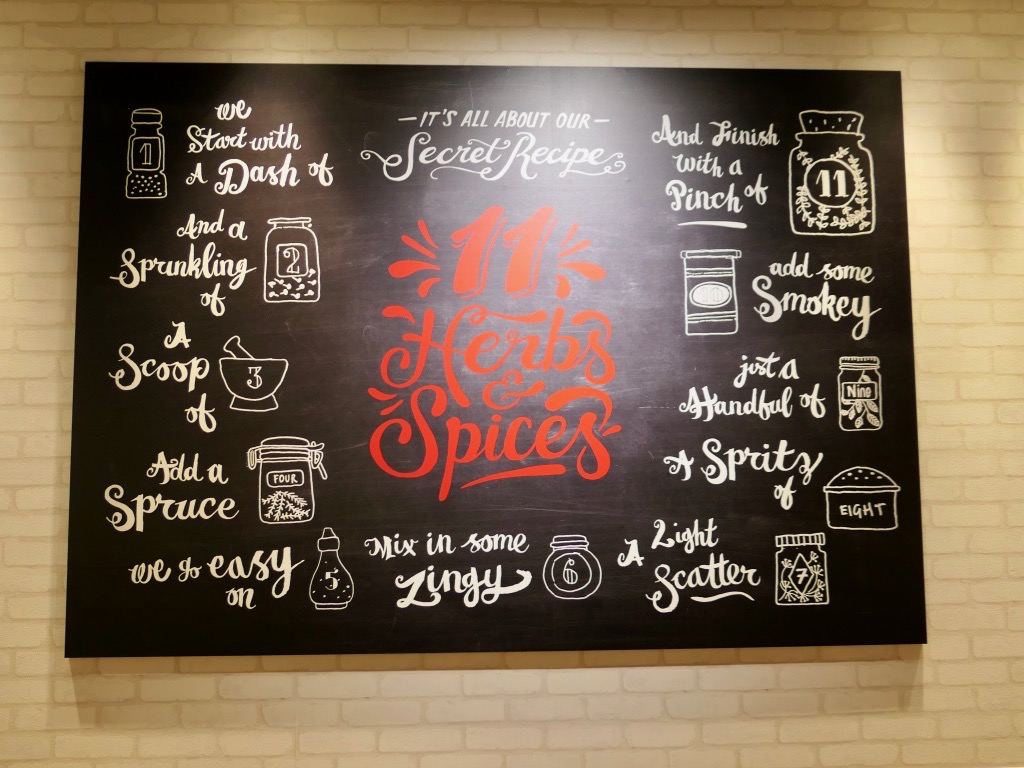 IT'S ALL ABOUT OUR
Secret Recipe
11
Herbs
&
Spices
we
Start with
A Dash of
1
And a
Sprinkling
of
2
A
Scoop
of
3
Add a
Spruce
FOUR
we go easy
on
5
Mix in some
Zingy
6
A Light
Scatter
7
A Spritz
of
EIGHT
just a
Handful of
Nine
add some
Smokey
And Finish
with a
Pinch of
11